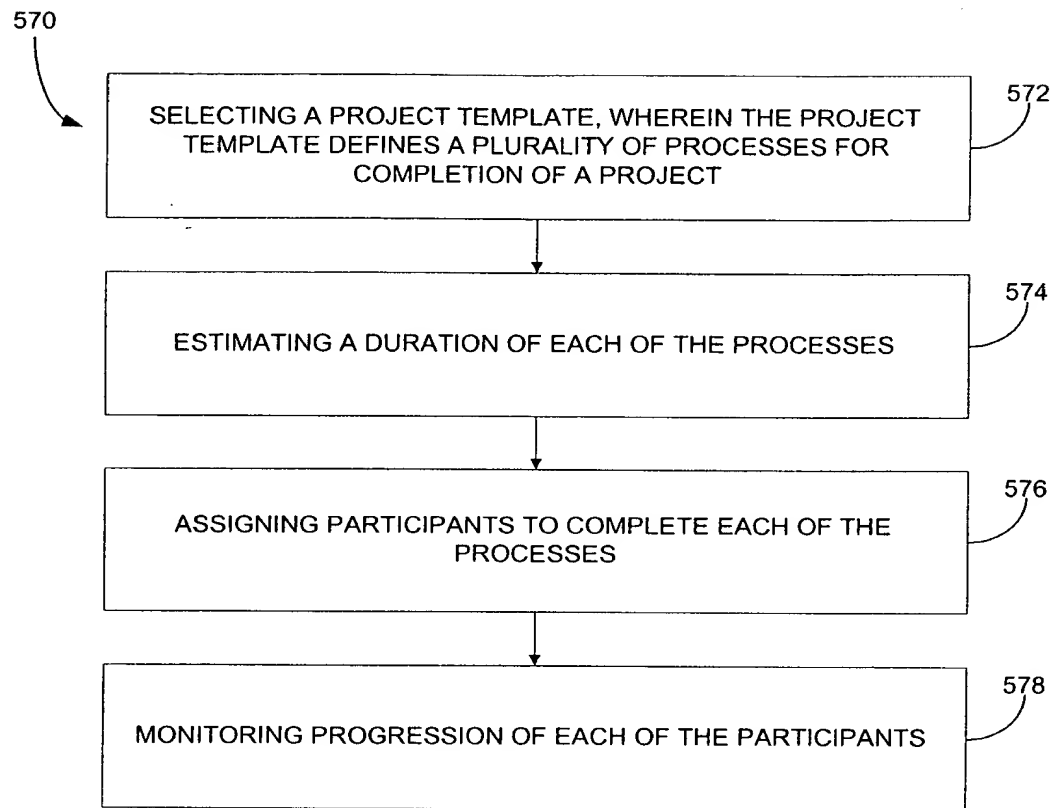 570
SELECTING A PROJECT TEMPLATE, WHEREIN THE PROJECT
TEMPLATE DEFINES A PLURALITY OF PROCESSES FOR
COMPLETION OF A PROJECT
572
ESTIMATING A DURATION OF EACH OF THE PROCESSES
574
ASSIGNING PARTICIPANTS TO COMPLETE EACH OF THE
PROCESSES
576
MONITORING PROGRESSION OF EACH OF THE PARTICIPANTS
578